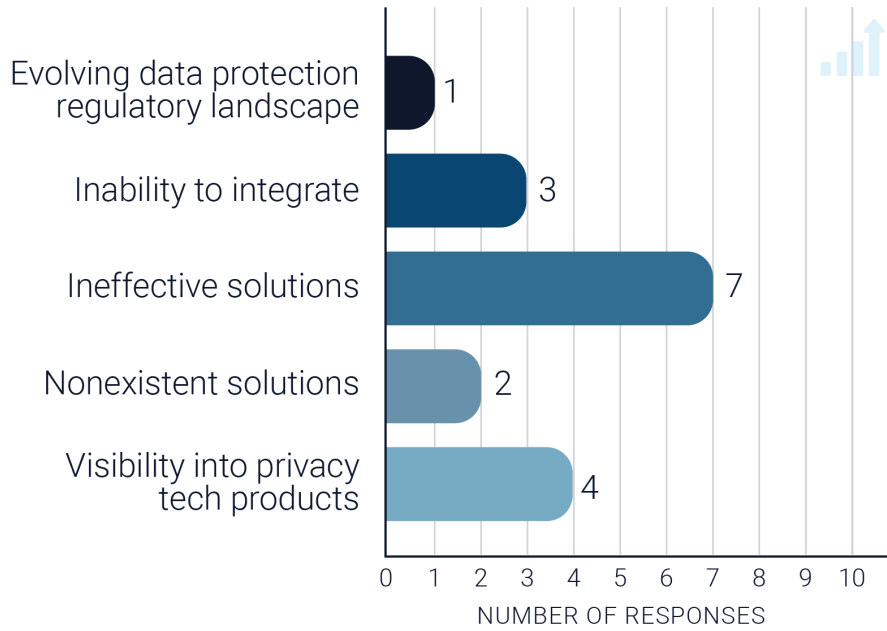 Evolving data protection
regulatory landscape
1
Inability to integrate
3
Ineffective solutions
7
Nonexistent solutions
2
Visibility into privacy
tech products
4
0 1 2 3 4 5 6 7 8 9 10
NUMBER OF RESPONSES